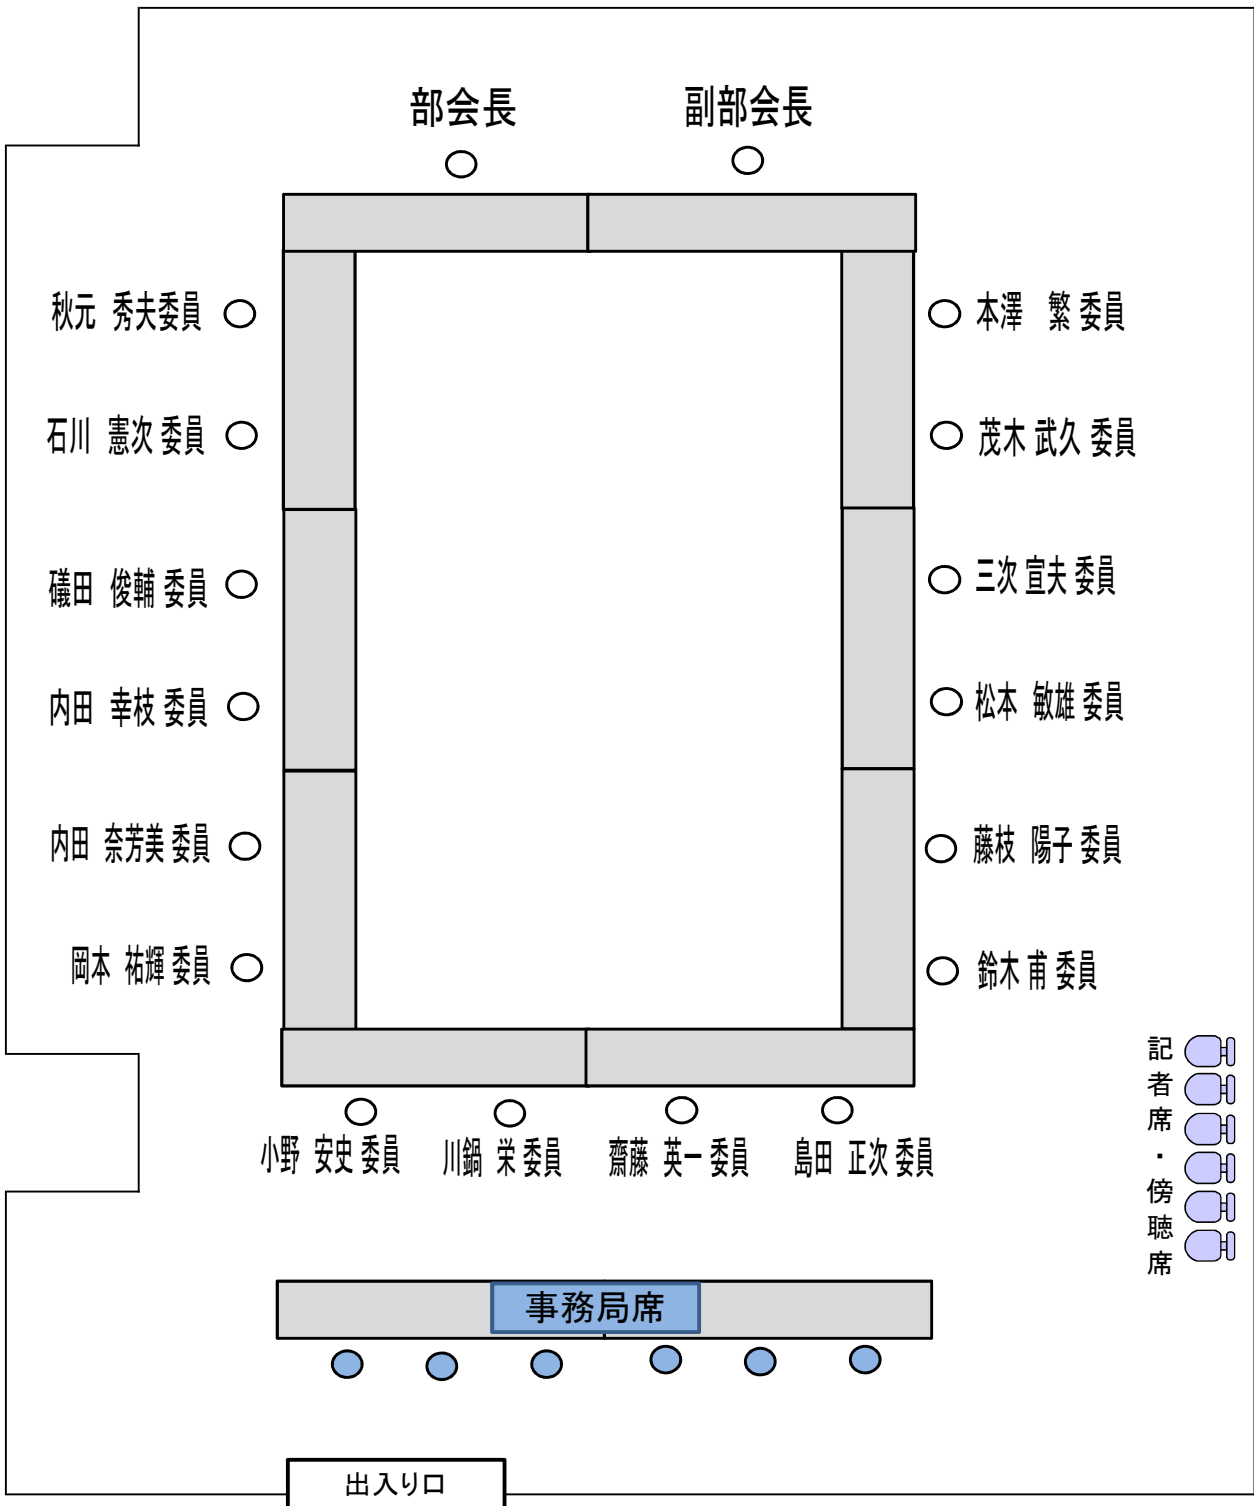 部会長
副部会長
秋元 秀夫委員
本澤 繁 委員
石川 憲次 委員
茂木 武久 委員
礒田 俊輔 委員
三次 宣夫 委員
内田 幸枝 委員
松本 敏雄 委員
内田 奈芳美 委員
藤枝 陽子 委員
岡本 祐輝 委員
鈴木 甫 委員
小野 安史 委員
川鍋 栄 委員
齋藤 英一 委員
島田 正次 委員
記者席・傍聴席
事務局席
出入り口